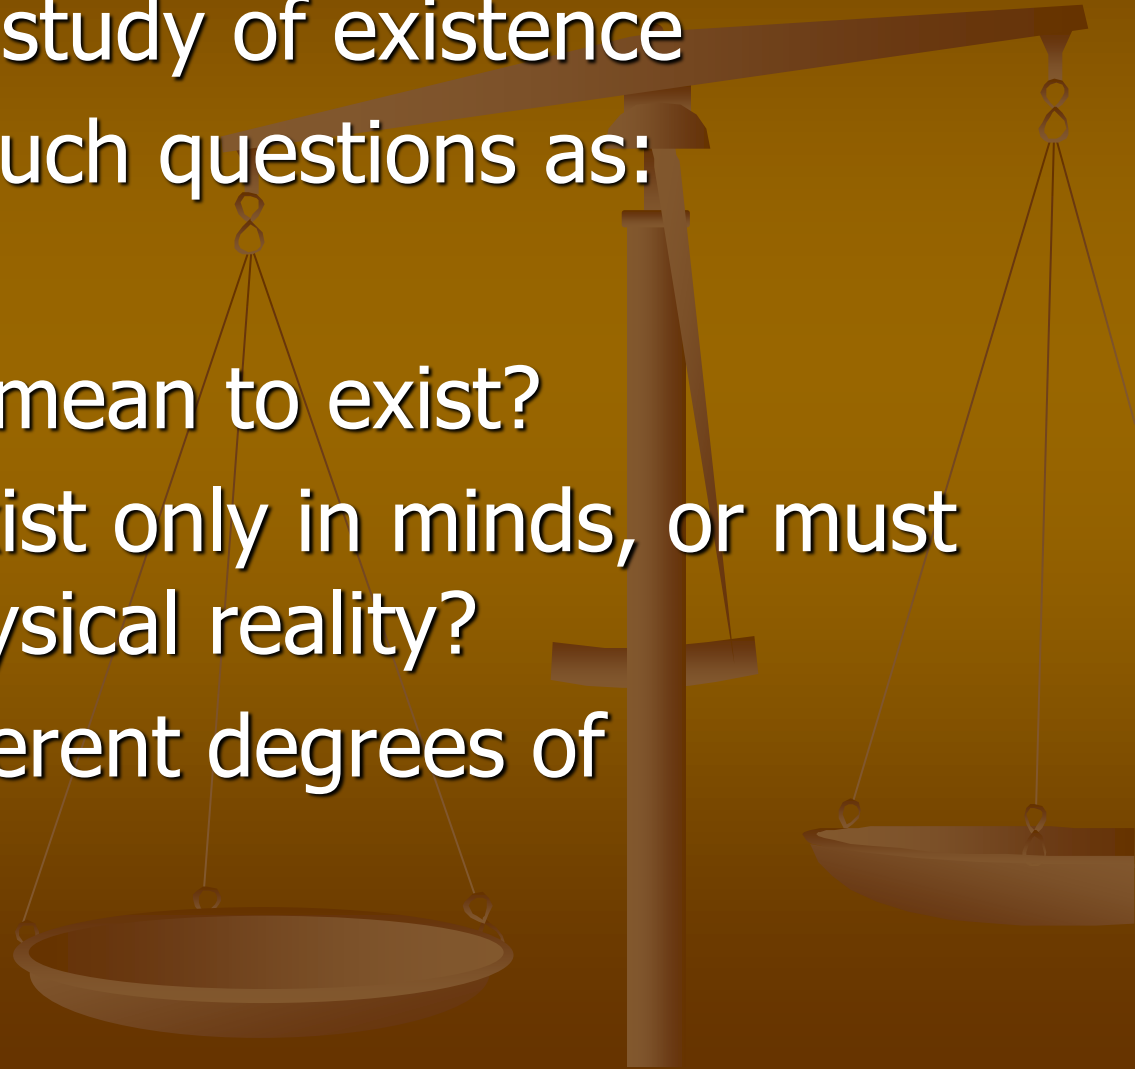 study of existence
uch questions as:
mean to exist?
ist only in minds, or must
ysical reality?
erent degrees of